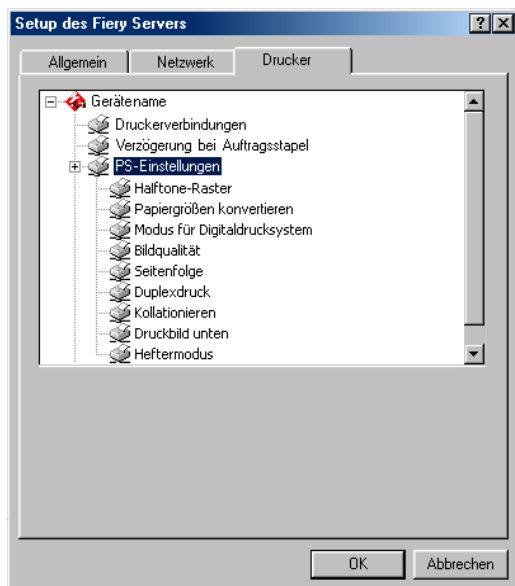 Setup des Fiery Servers
Allgemein
Netzwerk
Drucker
Gerätename
Druckerverbindungen
Verzögerung bei Auftragsstapel
PS-Einstellungen
Halftone-Raster
Papiergrößen konvertieren
Modus für Digitaldrucksystem
Bildqualität
Seitenfolge
Duplexdruck
Kollationieren
Druckbild unten
Heftermodus
OK
Abbrechen